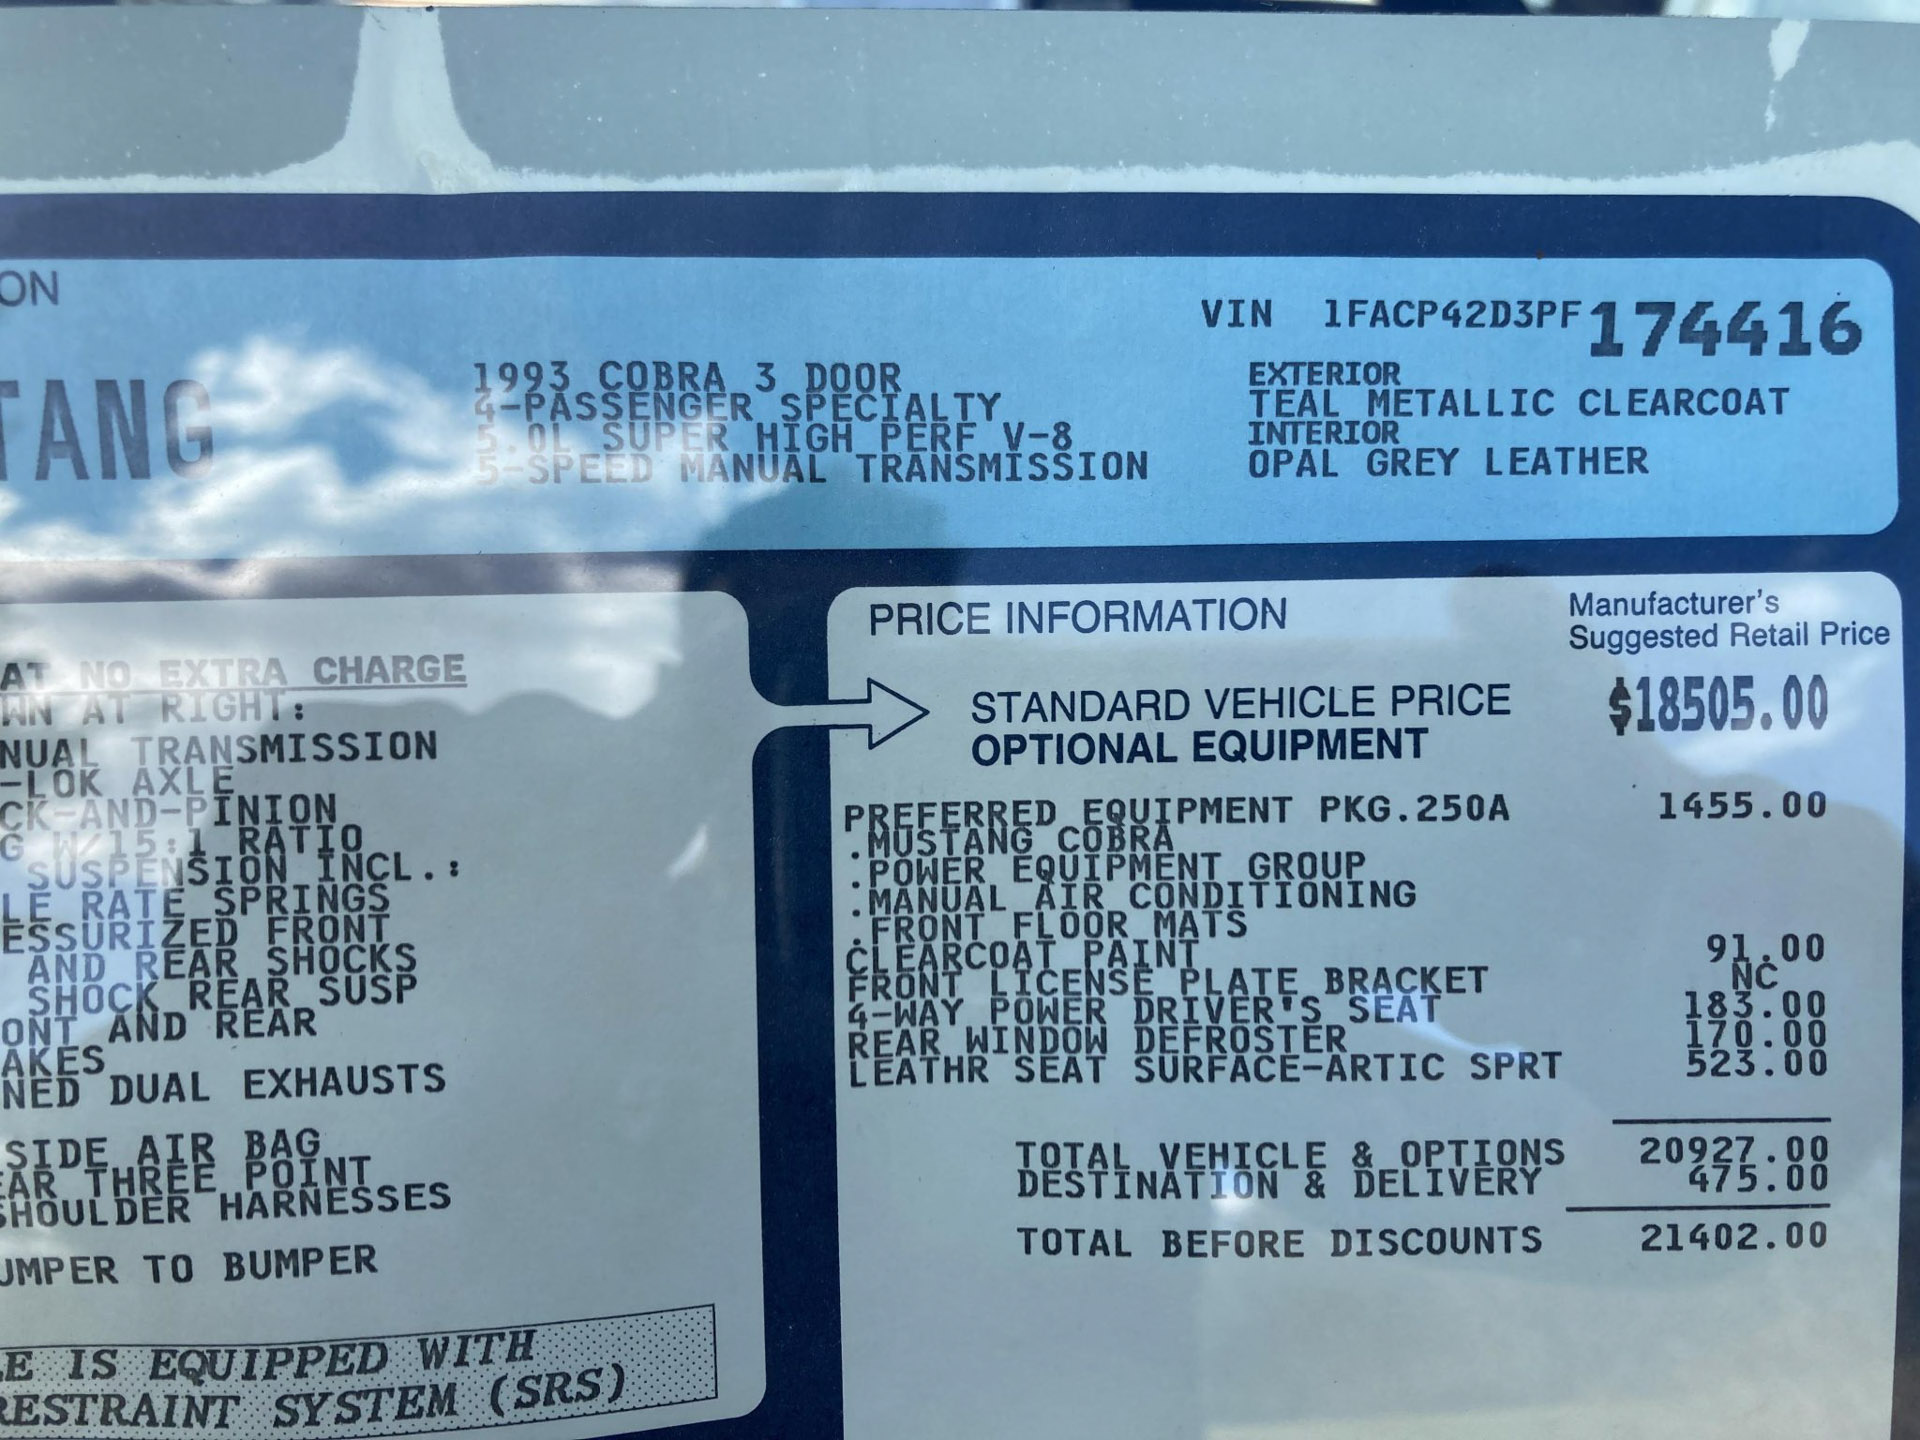 ON
TANG
1993 COBRA 3 DOOR
4-PASSENGER SPECIALTY
5.0L SUPER HIGH PERF V-8
5-SPEED MANUAL TRANSMISSION
VIN 1FACP42D3PF174416
EXTERIOR
TEAL METALLIC CLEARCOAT
INTERIOR
OPAL GREY LEATHER
AT NO EXTRA CHARGE
WN AT RIGHT:
NUAL TRANSMISSION
-LOK AXLE
CK-AND-PINION
G W/15:1 RATIO
SUSPENSION INCL.:
LE RATE SPRINGS
ESSURIZED FRONT
AND REAR SHOCKS
SHOCK REAR SUSP
ONT AND REAR
AKES
NED DUAL EXHAUSTS
SIDE AIR BAG
EAR THREE POINT
SHOULDER HARNESSES
UMPER TO BUMPER
LE IS EQUIPPED WITH
RESTRAINT SYSTEM (SRS)
PRICE INFORMATION
Manufacturer's
Suggested Retail Price
STANDARD VEHICLE PRICE $18505.00
OPTIONAL EQUIPMENT
PREFERRED EQUIPMENT PKG.250A 1455.00
.MUSTANG COBRA
.POWER EQUIPMENT GROUP
.MANUAL AIR CONDITIONING
.FRONT FLOOR MATS
CLEARCOAT PAINT 91.00
FRONT LICENSE PLATE BRACKET NC
4-WAY POWER DRIVER'S SEAT 183.00
REAR WINDOW DEFROSTER 170.00
LEATHR SEAT SURFACE-ARTIC SPRT 523.00
TOTAL VEHICLE & OPTIONS 20927.00
DESTINATION & DELIVERY 475.00
TOTAL BEFORE DISCOUNTS 21402.00